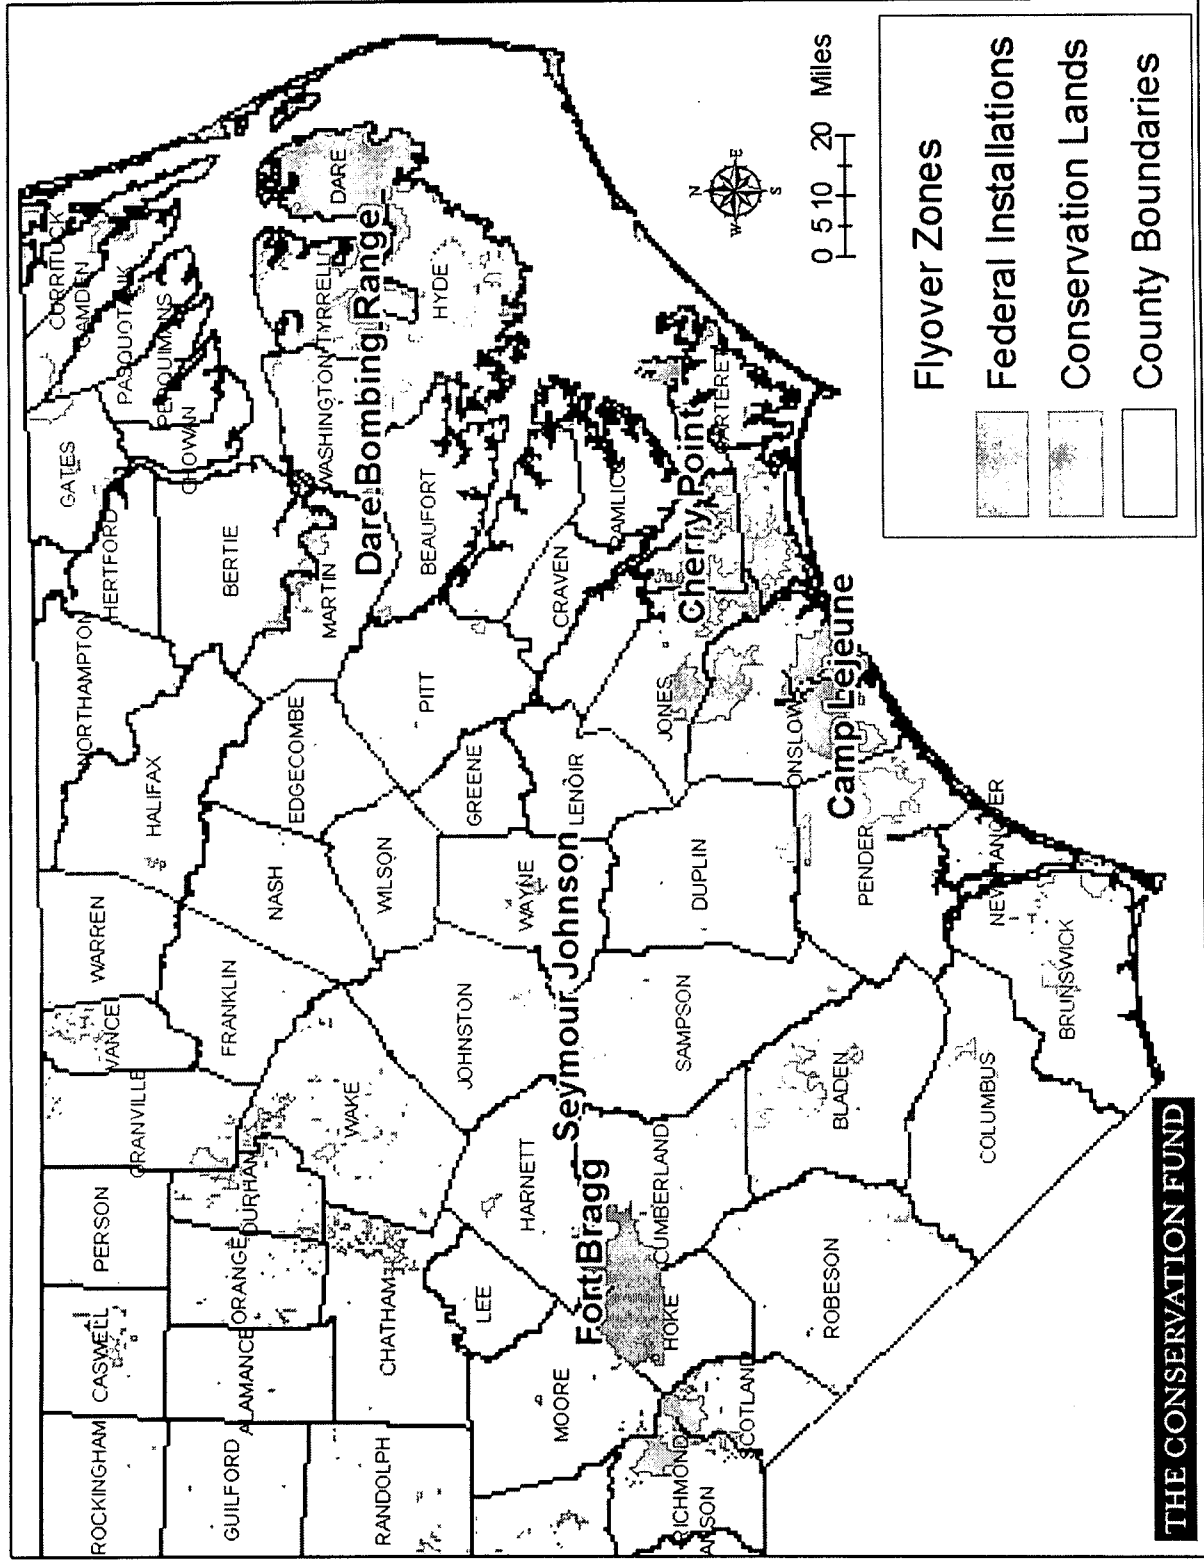 ROCKINGHAM
CASWELL
PERSON
GRANVILLE
VANCE
WARREN
HALIFAX
NORTHAMPTON
HERTFORD
GATES
CURRITUCK
CAMDEN
PASQUOTANK
PERQUIMANS
CHOWAN
BERTIE
GUILFORD
ALAMANCE
ORANGE
DURHAM
FRANKLIN
NASH
EDGECOMBE
MARTIN
WASHINGTON
TYRRELL
DARE
Dare Bombing Range
RANDOLPH
CHATHAM
WAKE
WILSON
PITT
BEAUFORT
HYDE
LEE
JOHNSTON
GREENE
MOORE
HARNETT
WAYNE
LENOIR
CRAVEN
PAMLICO
Fort Bragg
Seymour Johnson
RICHMOND
ANSON
SCOTLAND
HOKE
CUMBERLAND
SAMPSON
DUPLIN
JONES
Cherry Point
CARTERET
ONSLOW
Camp Lejeune
ROBESON
BLADEN
PENDER
COLUMBUS
BRUNSWICK
NEW HANOVER
N
W
E
S
0 5 10 20 Miles
Flyover Zones
Federal Installations
Conservation Lands
County Boundaries
THE CONSERVATION FUND